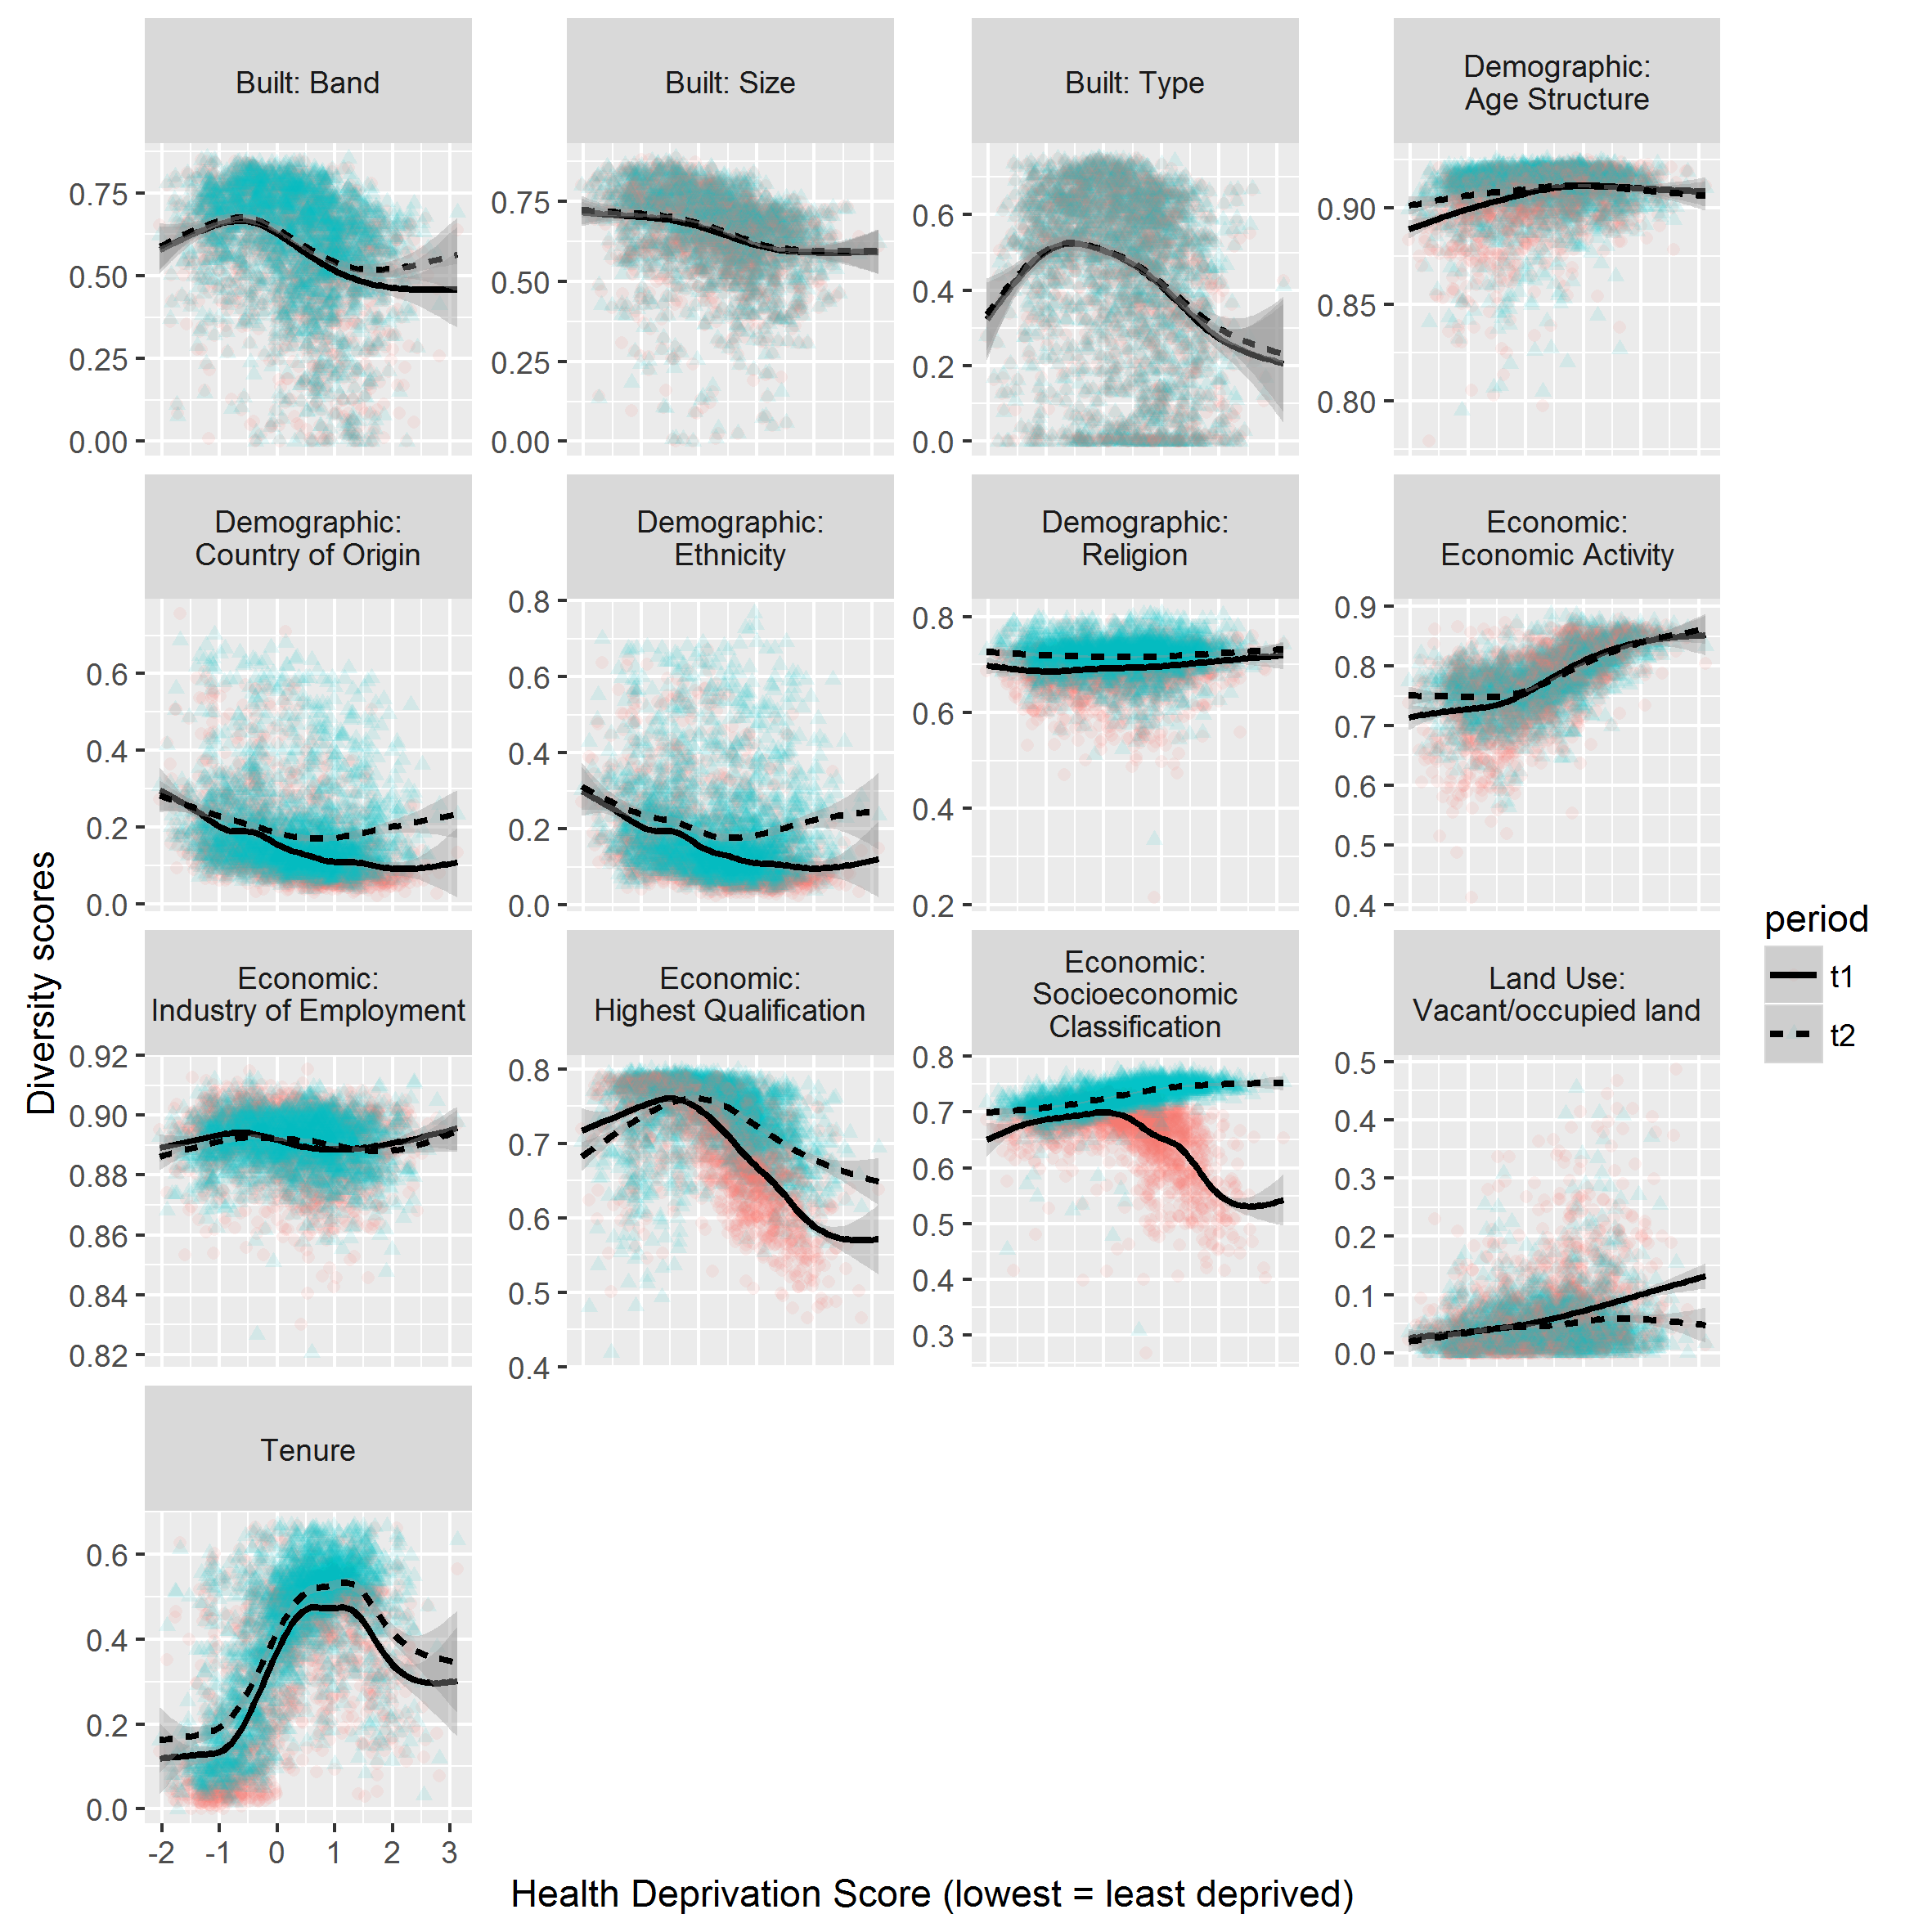 Built: Band
Built: Size
Built: Type
Demographic:
Age Structure
0.75
0.50
0.25
0.00
0.75
0.50
0.25
0.00
0.6
0.4
0.2
0.0
0.90
0.85
0.80
Demographic:
Country of Origin
Demographic:
Ethnicity
Demographic:
Religion
Economic:
Economic Activity
0.6
0.4
0.2
0.0
0.8
0.6
0.4
0.2
0.0
0.8
0.6
0.4
0.2
0.9
0.8
0.7
0.6
0.5
0.4
Economic:
Industry of Employment
Economic:
Highest Qualification
Economic:
Socioeconomic
Classification
Land Use:
Vacant/occupied land
0.92
0.90
0.88
0.86
0.84
0.82
0.8
0.7
0.6
0.5
0.4
0.8
0.7
0.6
0.5
0.4
0.3
0.5
0.4
0.3
0.2
0.1
0.0
Tenure
0.6
0.4
0.2
0.0
-2 -1 0 1 2 3
Diversity scores
Health Deprivation Score (lowest = least deprived)
period
t1
t2